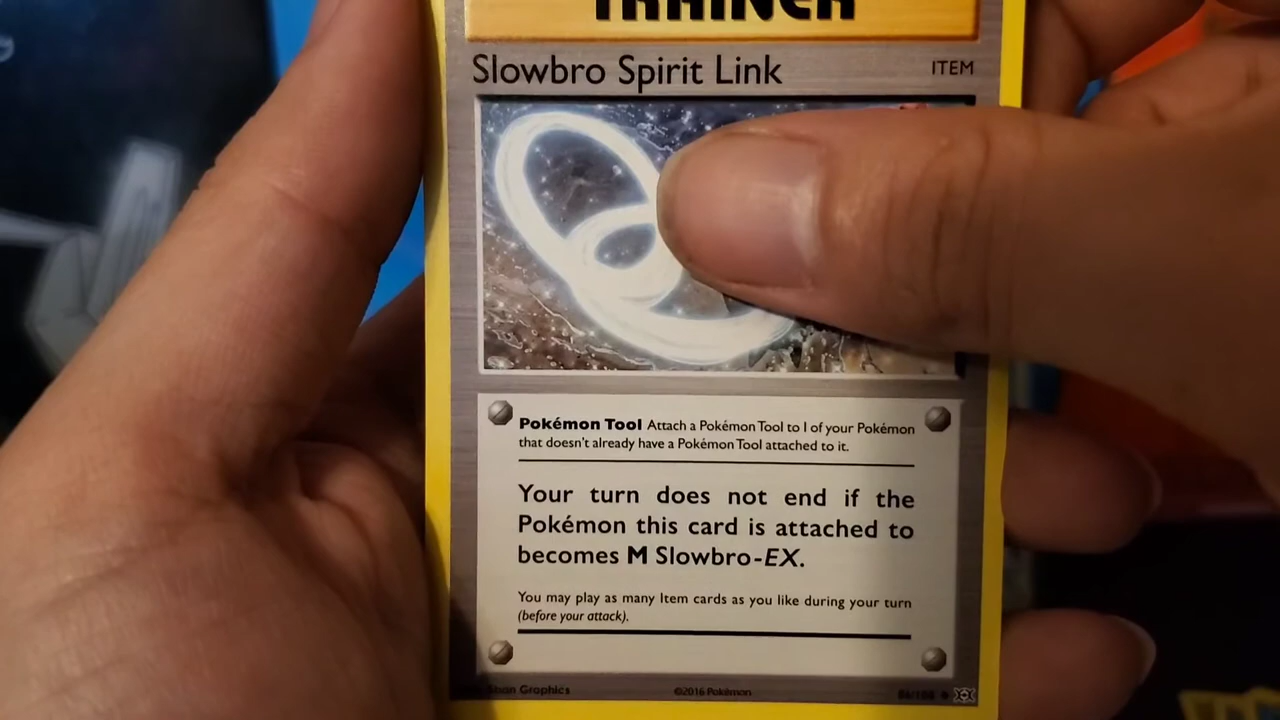 TRAINER
Slowbro Spirit Link
ITEM
Pokémon Tool Attach a Pokémon Tool to 1 of your Pokémon
that doesn't already have a Pokémon Tool attached to it.
Your turn does not end if the
Pokémon this card is attached to
becomes M Slowbro-EX.
You may play as many Item cards as you like during your turn
(before your attack).
Graphics
©2016 Pokémon